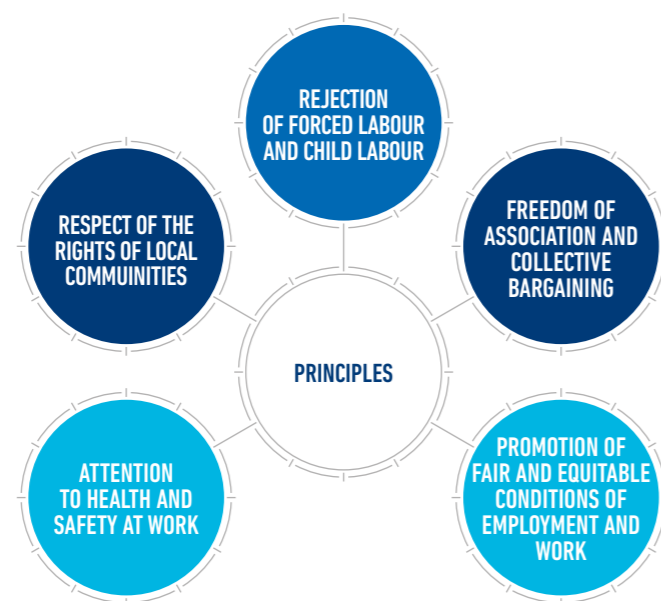 REJECTION
OF FORCED LABOUR
AND CHILD LABOUR
RESPECT OF THE
RIGHTS OF LOCAL
COMMUINITIES
FREEDOM OF
ASSOCIATION AND
COLLECTIVE
BARGAINING
PRINCIPLES
ATTENTION
TO HEALTH AND
SAFETY AT WORK
PROMOTION OF
FAIR AND EQUITABLE
CONDITIONS OF
EMPLOYMENT AND
WORK